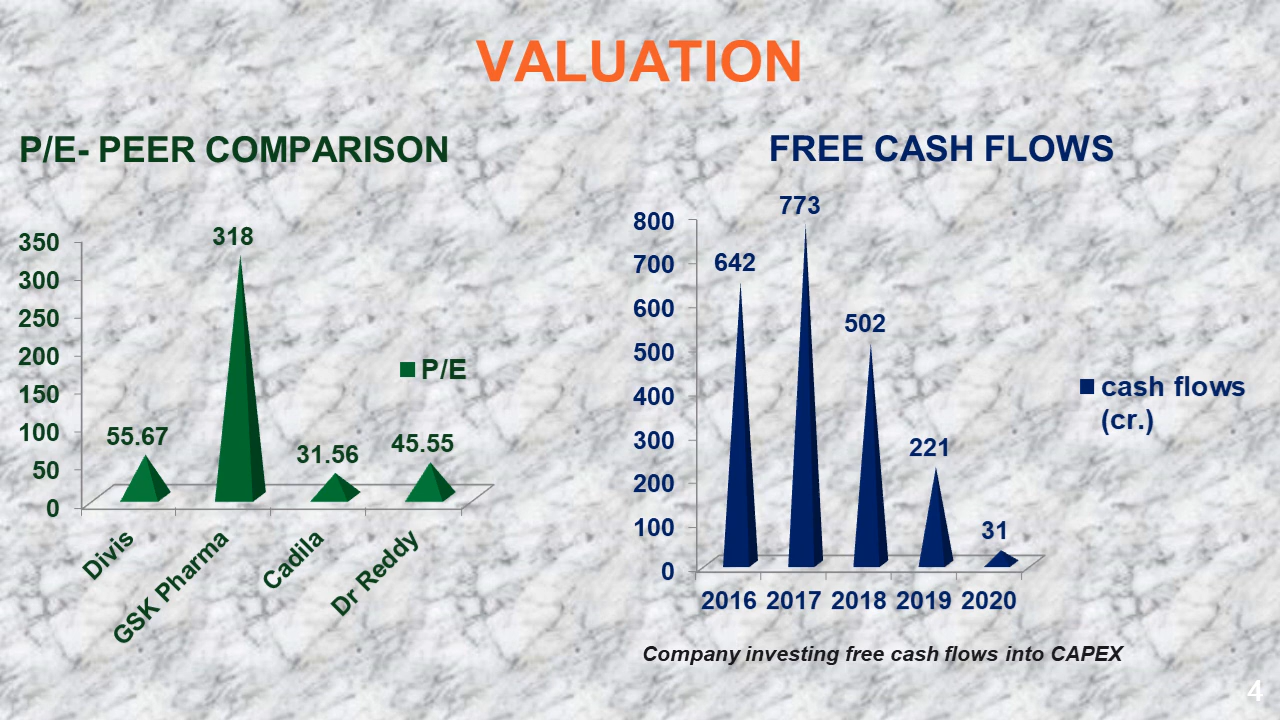 VALUATION
P/E- PEER COMPARISON
350
300
250
200
150
100
50
0
55.67
318
31.56
45.55
P/E
Divis
GSK Pharma
Cadila
Dr Reddy
FREE CASH FLOWS
800
700
600
500
400
300
200
100
0
642
773
502
221
31
2016 2017 2018 2019 2020
cash flows
(cr.)
Company investing free cash flows into CAPEX
4